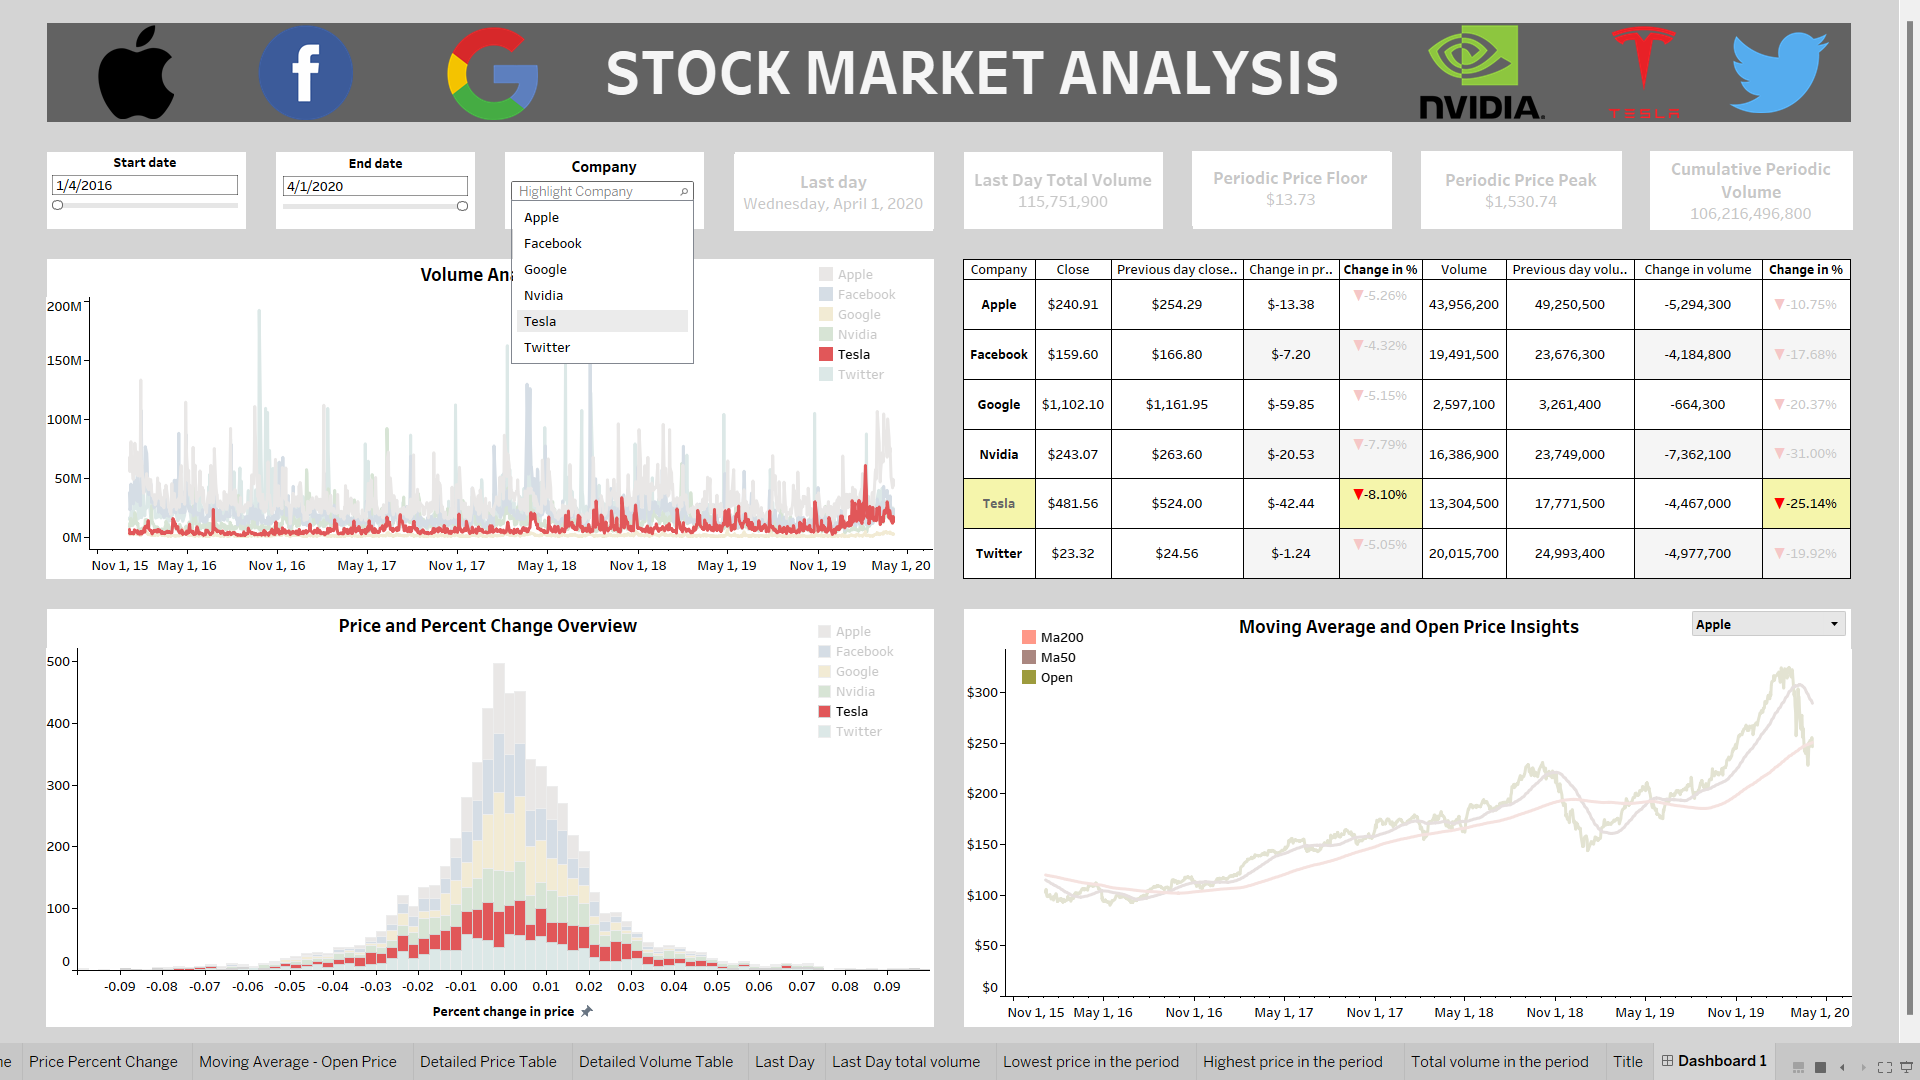 STOCK MARKET ANALYSIS
NVIDIA.
TESLA
Start date
1/4/2016
End date
4/1/2020
Company
Highlight Company
Apple
Facebook
Google
Nvidia
Tesla
Twitter
Last day
Wednesday, April 1, 2020
Last Day Total Volume
115,751,900
Periodic Price Floor
$13.73
Periodic Price Peak
$1,530.74
Cumulative Periodic
Volume
106,216,496,800
Volume An
200M
150M
100M
50M
0M
Nov 1, 15 May 1, 16 Nov 1, 16 May 1, 17 Nov 1, 17 May 1, 18 Nov 1, 18 May 1, 19 Nov 1, 19 May 1, 20
Apple
Facebook
Google
Nvidia
Tesla
Twitter
Company Close Previous day close.. Change in pr.. Change in % Volume Previous day volu.. Change in volume Change in %
Apple $240.91 $254.29 $-13.38 ▼-5.26% 43,956,200 49,250,500 -5,294,300 ▼-10.75%
Facebook $159.60 $166.80 $-7.20 ▼-4.32% 19,491,500 23,676,300 -4,184,800 ▼-17.68%
Google $1,102.10 $1,161.95 $-59.85 ▼-5.15% 2,597,100 3,261,400 -664,300 ▼-20.37%
Nvidia $243.07 $263.60 $-20.53 ▼-7.79% 16,386,900 23,749,000 -7,362,100 ▼-31.00%
Tesla $481.56 $524.00 $-42.44 ▼-8.10% 13,304,500 17,771,500 -4,467,000 ▼-25.14%
Twitter $23.32 $24.56 $-1.24 ▼-5.05% 20,015,700 24,993,400 -4,977,700 ▼-19.92%
Price and Percent Change Overview
Apple
Facebook
Google
Nvidia
Tesla
Twitter
500
400
300
200
100
0
-0.09 -0.08 -0.07 -0.06 -0.05 -0.04 -0.03 -0.02 -0.01 0.00 0.01 0.02 0.03 0.04 0.05 0.06 0.07 0.08 0.09
Percent change in price
Moving Average and Open Price Insights
Apple
Ma200
Ma50
Open
$300
$250
$200
$150
$100
$50
$0
Nov 1, 15 May 1, 16 Nov 1, 16 May 1, 17 Nov 1, 17 May 1, 18 Nov 1, 18 May 1, 19 Nov 1, 19 May 1, 20
ne Price Percent Change Moving Average - Open Price Detailed Price Table Detailed Volume Table Last Day Last Day total volume Lowest price in the period Highest price in the period Total volume in the period Title Dashboard 1